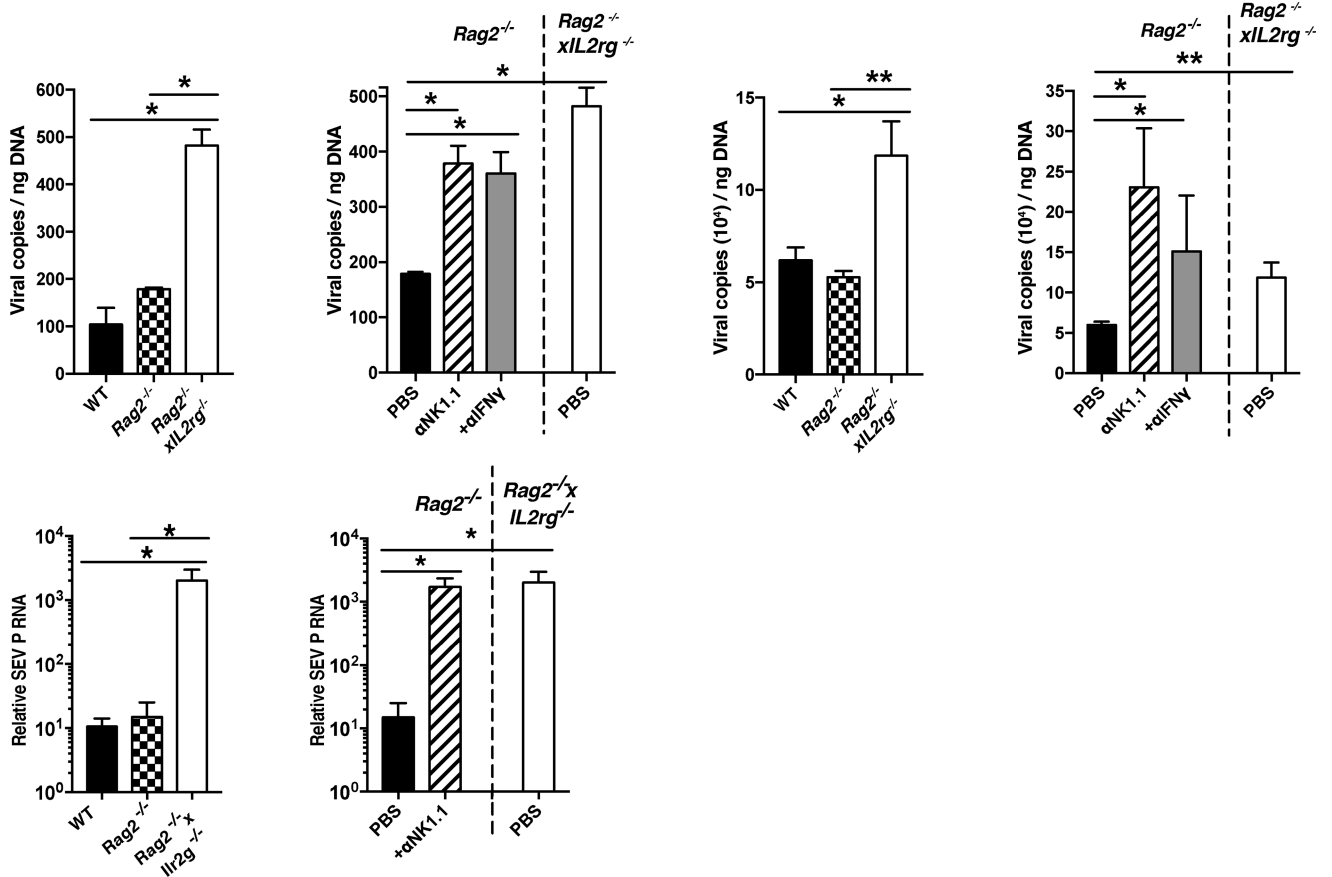 Rag2-/-
Rag2 -/-
xIL2rg -/-
*
*
*
*
*
Viral copies / ng DNA
600
500
400
300
200
100
0
WT
Rag2-/-
Rag2-/-
xIL2rg-/-
Viral copies / ng DNA
500
400
300
200
100
0
PBS
αNK1.1
+αIFNγ
PBS
Rag2-/-
Rag2 -/-
xIL2rg -/-
**
*
**
*
*
Viral copies (10⁴) / ng DNA
15
10
5
0
WT
Rag2-/-
Rag2-/-
xIL2rg-/-
Viral copies (10⁴) / ng DNA
35
30
25
20
15
10
5
0
PBS
αNK1.1
+αIFNγ
PBS
*
*
Relative SEV P RNA
10⁴
10³
10²
10¹
10⁰
WT
Rag2 -/-
Rag2 -/-x
IIr2g -/-
Rag2-/-
Rag2-/-x
IL2rg-/-
*
*
Relative SEV P RNA
10⁴
10³
10²
10¹
10⁰
PBS
+αNK1.1
PBS